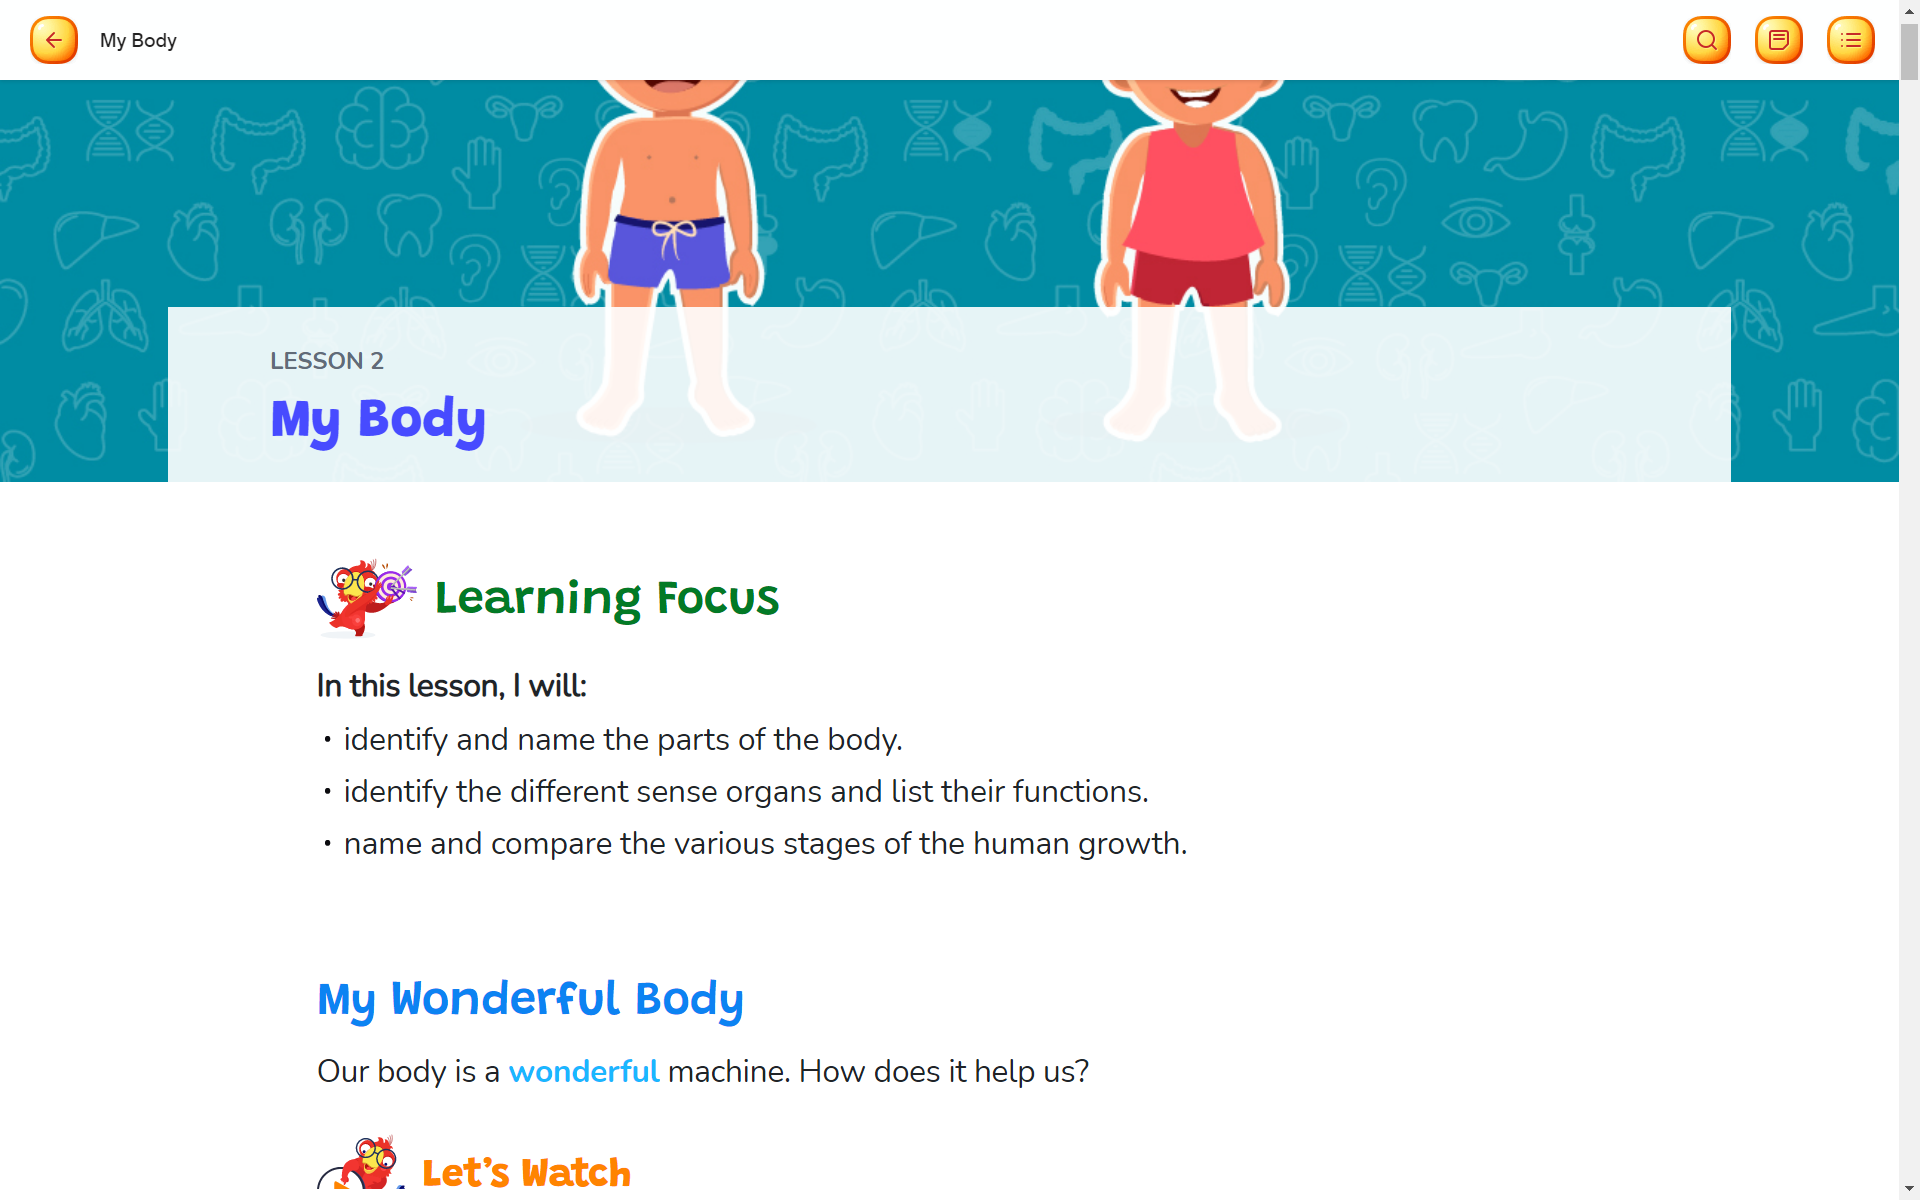 My Body
LESSON 2
My Body
Learning Focus
In this lesson, I will:
• identify and name the parts of the body.
• identify the different sense organs and list their functions.
• name and compare the various stages of the human growth.
My Wonderful Body
Our body is a wonderful machine. How does it help us?
Let's Watch